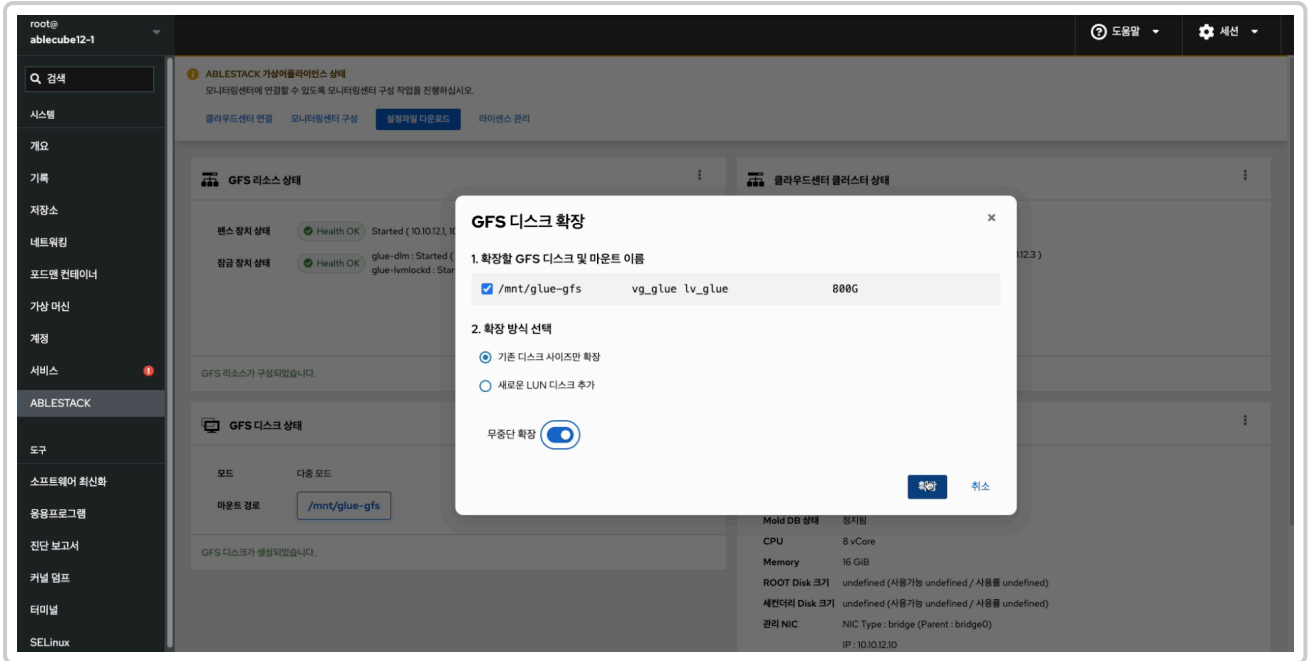 root@
ablecube12-1
도움말
세션
검색
시스템
개요
기록
저장소
네트워킹
포드맨 컨테이너
가상 머신
계정
서비스
ABLESTACK
도구
소프트웨어 최신화
응용프로그램
진단 보고서
커널 덤프
터미널
SELinux
ABLESTACK 가상어플라이언스 상태
모니터링센터에 연결할 수 있도록 모니터링센터 구성 작업을 진행하십시오.
클라우드센터 연결 모니터링센터 구성 설정파일 다운로드 라이센스 관리
GFS 리소스 상태
펜스 장치 상태 Health OK Started ( 10.10.12.1, 10
잠금 장치 상태 Health OK glue-dlm : Started (
glue-lvmlockd : Star
GFS 리소스가 구성되었습니다.
클라우드센터 클러스터 상태
12.3 )
GFS 디스크 상태
모드 다중 모드
마운트 경로 /mnt/glue-gfs
GFS 디스크가 생성되었습니다.
GFS 디스크 확장
1. 확장할 GFS 디스크 및 마운트 이름
/mnt/glue-gfs vg_glue lv_glue 800G
2. 확장 방식 선택
기존 디스크 사이즈만 확장
새로운 LUN 디스크 추가
무중단 확장
확장 취소
Mold DB 상태 정지됨
CPU 8 vCore
Memory 16 GiB
ROOT Disk 크기 undefined (사용가능 undefined / 사용률 undefined)
세컨더리 Disk 크기 undefined (사용가능 undefined / 사용률 undefined)
관리 NIC NIC Type : bridge (Parent : bridge0)
IP : 10.10.12.10